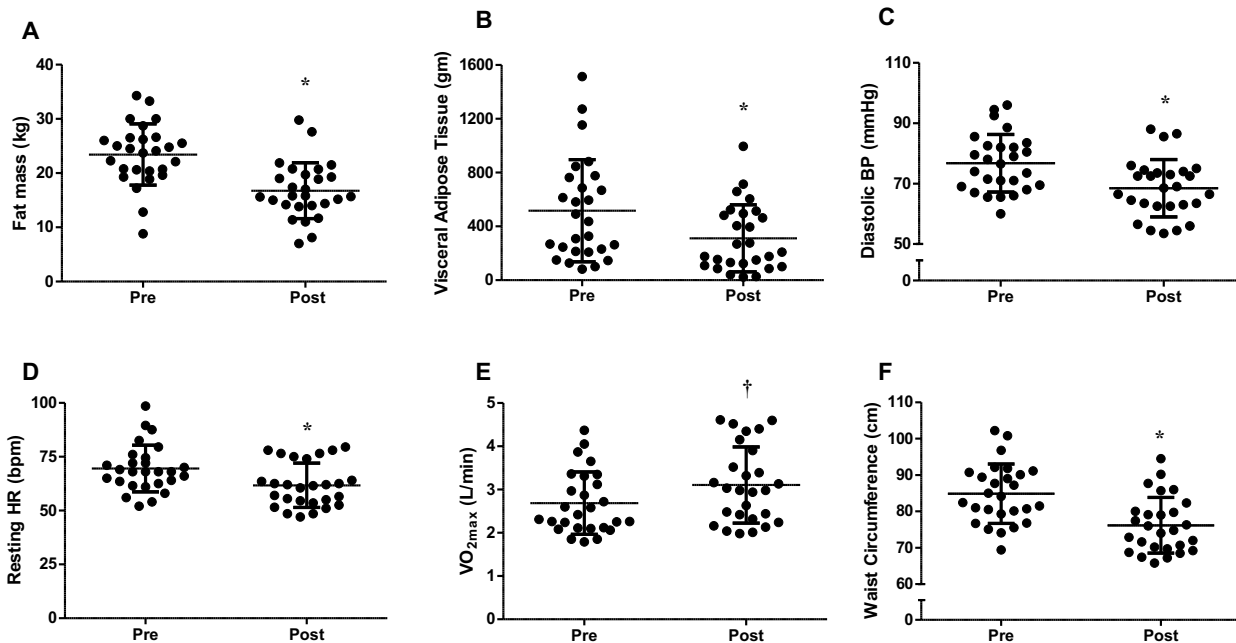 A
Fat mass (kg)
40
30
20
10
0
*
Pre Post
B
Visceral Adipose Tissue (gm)
1600
1200
800
400
0
*
Pre Post
C
Diastolic BP (mmHg)
110
90
70
50
0
*
Pre Post
D
Resting HR (bpm)
100
75
50
25
0
*
Pre Post
E
VO2max (L/min)
5
4
3
2
1
0
†
Pre Post
F
Waist Circumference (cm)
110
100
90
80
70
60
0
*
Pre Post